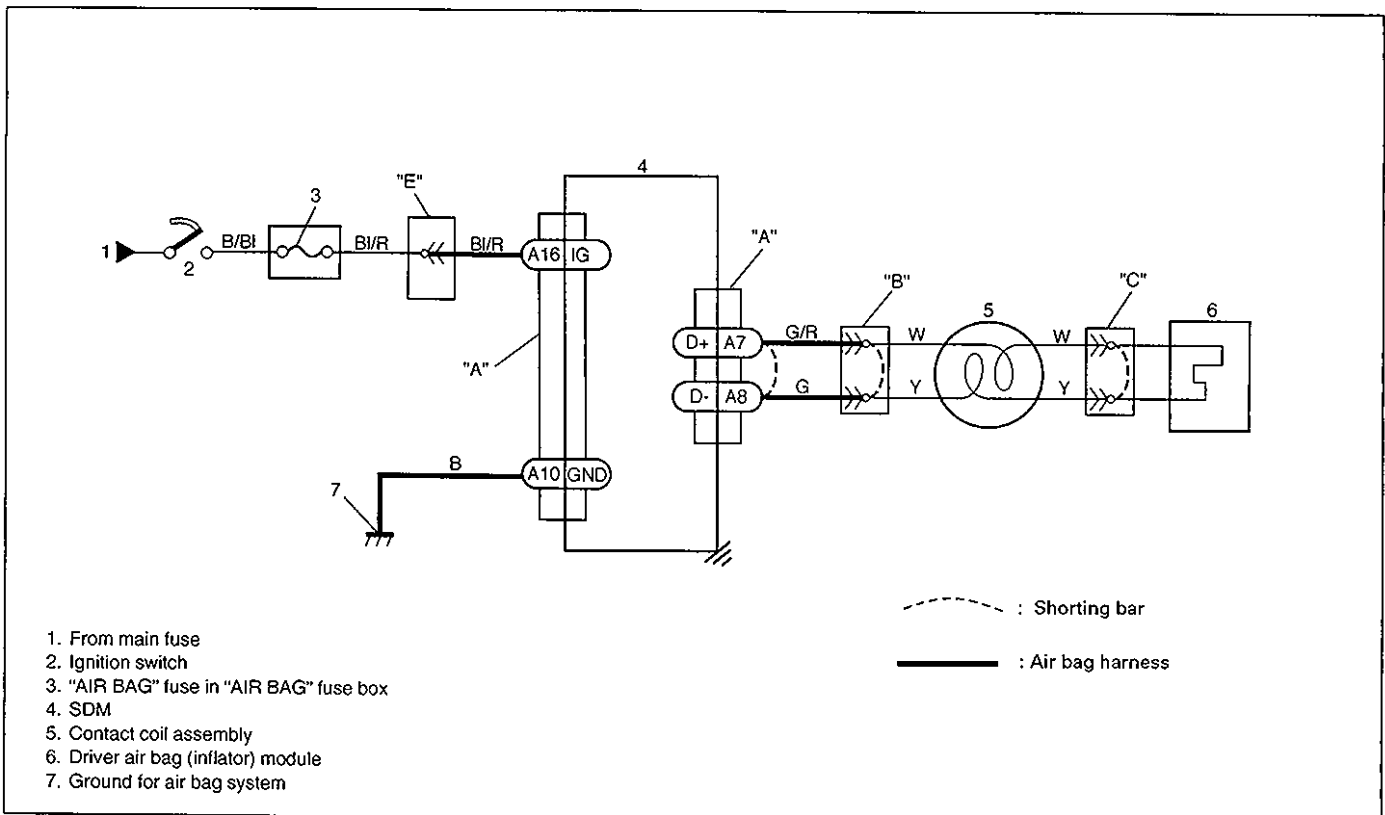 4
"E"
3
"A"
1 B/Bl Bl/R Bl/R A16 IG
2
"B" 5 "C" 6
D+ A7 G/R W W
"A"
D- A8 G Y Y
B A10 GND
7
: Shorting bar
: Air bag harness
1. From main fuse
2. Ignition switch
3. "AIR BAG" fuse in "AIR BAG" fuse box
4. SDM
5. Contact coil assembly
6. Driver air bag (inflator) module
7. Ground for air bag system